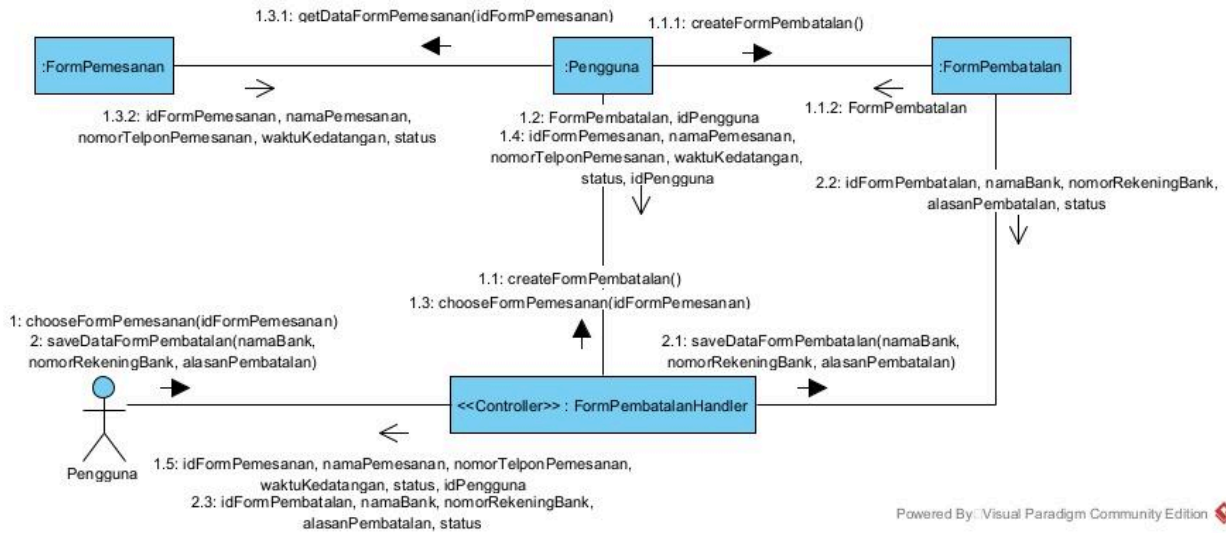 1.3.1: getDataFormPemesanan(idFormPemesanan)
1.1.1: createFormPembatalan()
:FormPemesanan
:Pengguna
:FormPembatalan
1.3.2: idFormPemesanan, namaPemesanan,
nomorTelponPemesanan, waktuKedatangan, status
1.2: FormPembatalan, idPengguna
1.4: idFormPemesanan, namaPemesanan,
nomorTelponPemesanan, waktuKedatangan,
status, idPengguna
1.1.2: FormPembatalan
2.2: idFormPembatalan, namaBank, nomorRekeningBank,
alasanPembatalan, status
1.1: createFormPembatalan()
1.3: chooseFormPemesanan(idFormPemesanan)
1: chooseFormPemesanan(idFormPemesanan)
2: saveDataFormPembatalan(namaBank,
nomorRekeningBank, alasanPembatalan)
2.1: saveDataFormPembatalan(namaBank,
nomorRekeningBank, alasanPembatalan)
<<Controller>> : FormPembatalanHandler
Pengguna
1.5: idFormPemesanan, namaPemesanan, nomorTelponPemesanan,
waktuKedatangan, status, idPengguna
2.3: idFormPembatalan, namaBank, nomorRekeningBank,
alasanPembatalan, status
Powered By Visual Paradigm Community Edition